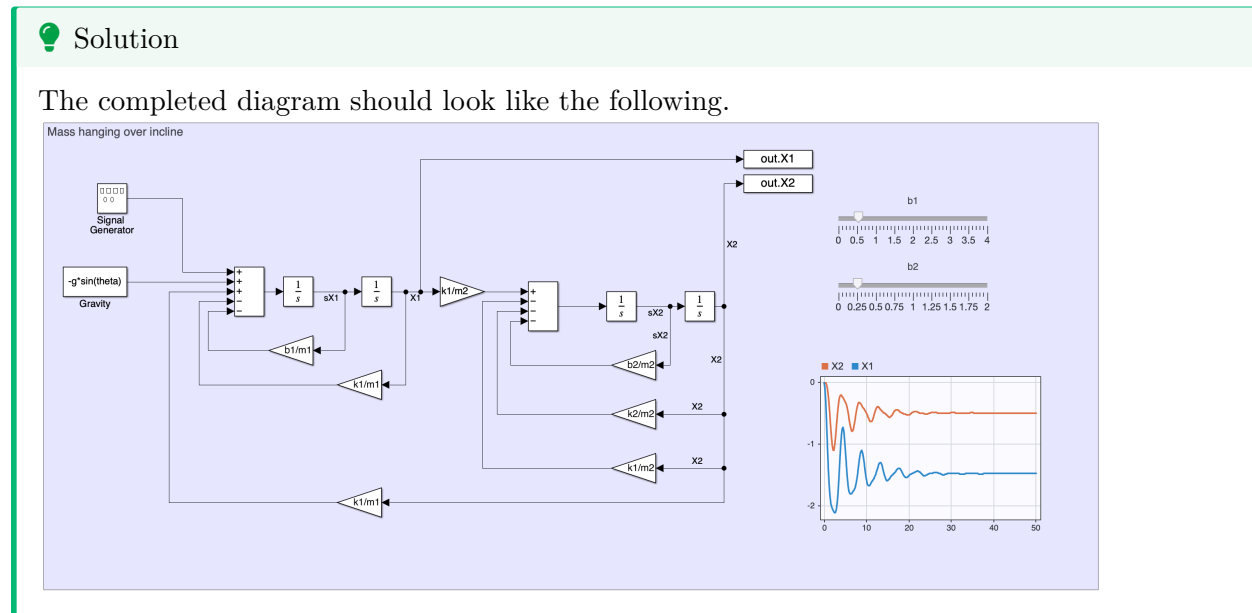 Solution
The completed diagram should look like the following.
Mass hanging over incline
out.X1
out.X2
Signal
Generator
-g*sin(theta)
Gravity
+
+
+
−
−
1
s
sX1
1
s
X1
k1/m2
+
−
−
−
1
s
sX2
sX2
1
s
X2
X2
b1/m1
k1/m1
b2/m2
k2/m2
X2
k1/m2
X2
k1/m1
b1
0 0.5 1 1.5 2 2.5 3 3.5 4
b2
0 0.25 0.5 0.75 1 1.25 1.5 1.75 2
X2 X1
0
-1
-2
0 10 20 30 40 50